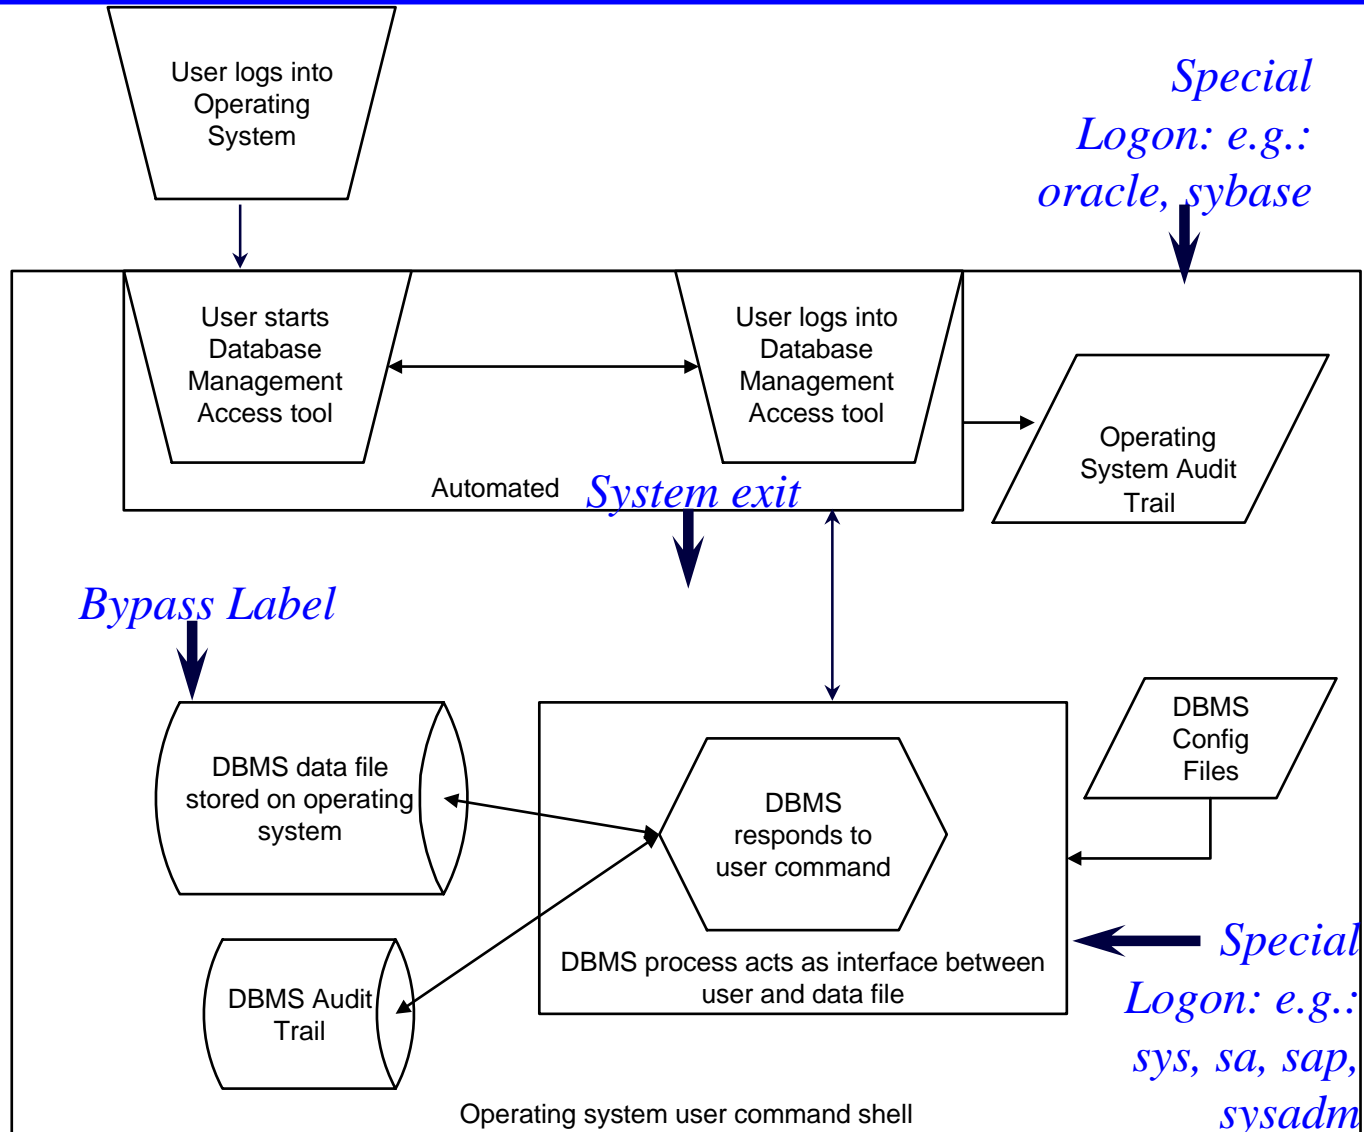 User logs into
Operating
System
Special
Logon: e.g.:
oracle, sybase
User starts
Database
Management
Access tool
User logs into
Database
Management
Access tool
Operating
System Audit
Trail
Automated
System exit
Bypass Label
DBMS data file
stored on operating
system
DBMS
responds to
user command
DBMS
Config
Files
DBMS process acts as interface between
user and data file
Special
Logon: e.g.:
sys, sa, sap,
sysadm
DBMS Audit
Trail
Operating system user command shell